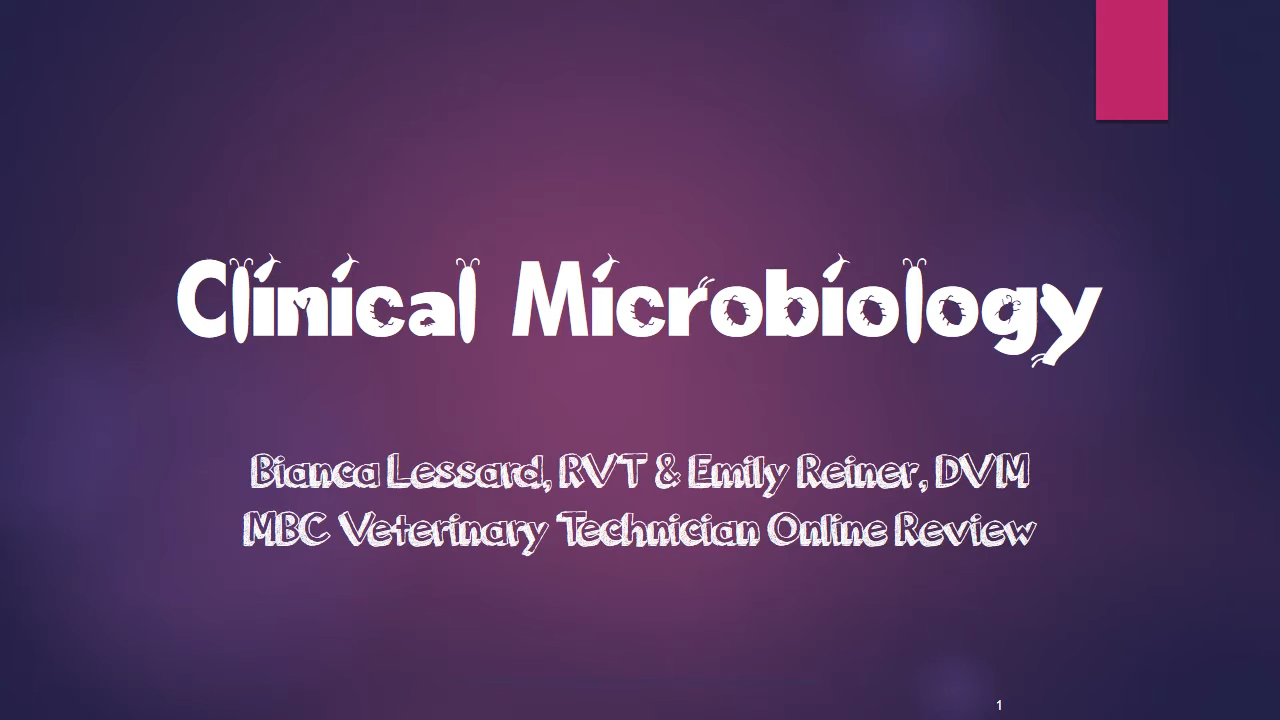 Clinical Microbiology
Bianca Lessard, RVT & Emily Reiner, DVM
MBC Veterinary Technician Online Review
1